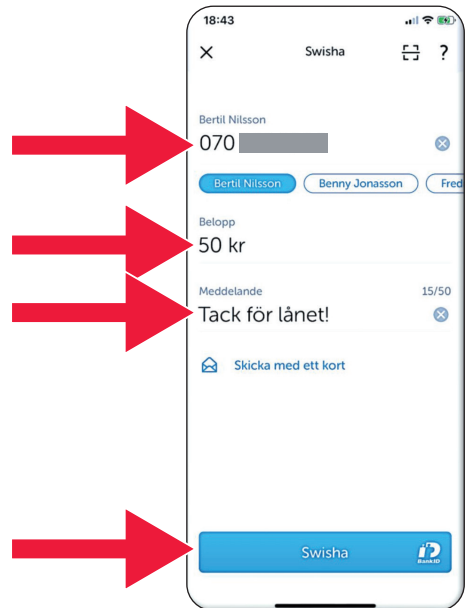 18:43
Swisha ?
Bertil Nilsson
070
Bertil Nilsson Benny Jonasson Fred
Belopp
50 kr
Meddelande 15/50
Tack för lånet!
Skicka med ett kort
Swisha
BankID